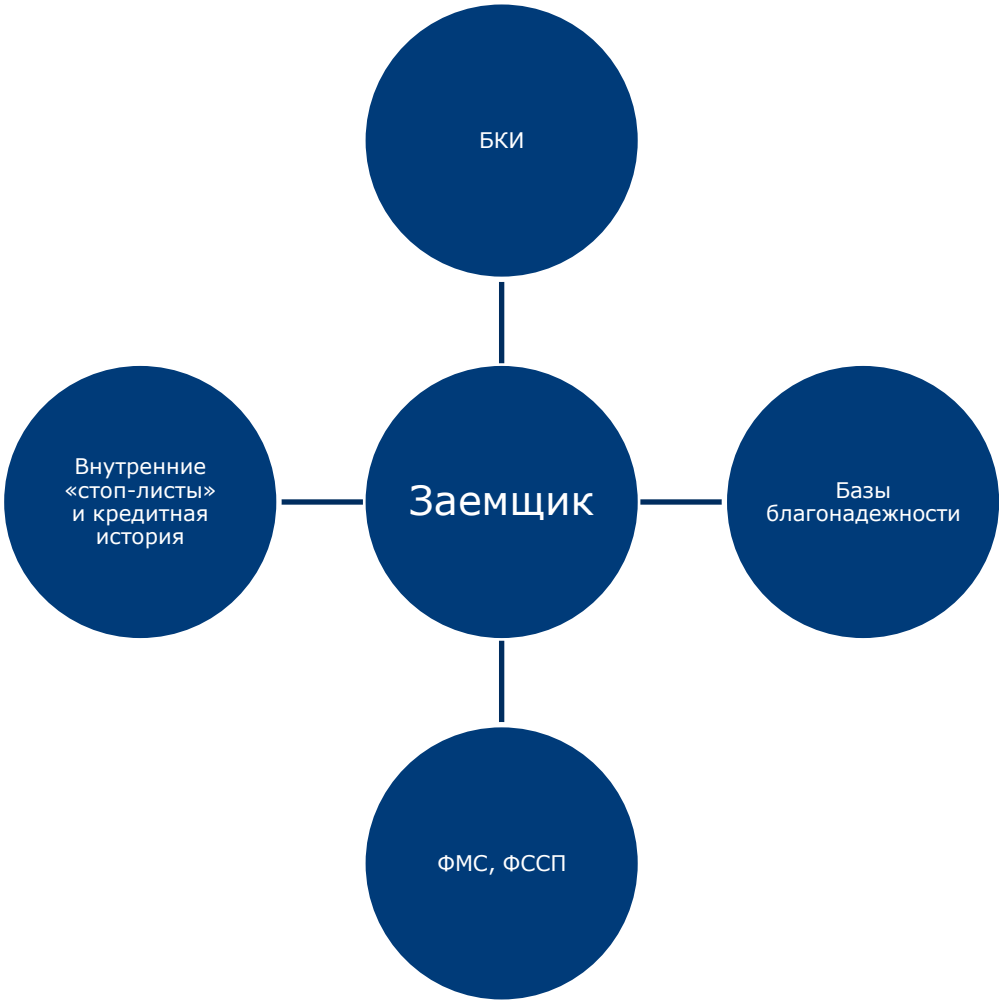 БКИ
Внутренние
«стоп-листы»
и кредитная
история
Заемщик
Базы
благонадежности
ФМС, ФССП